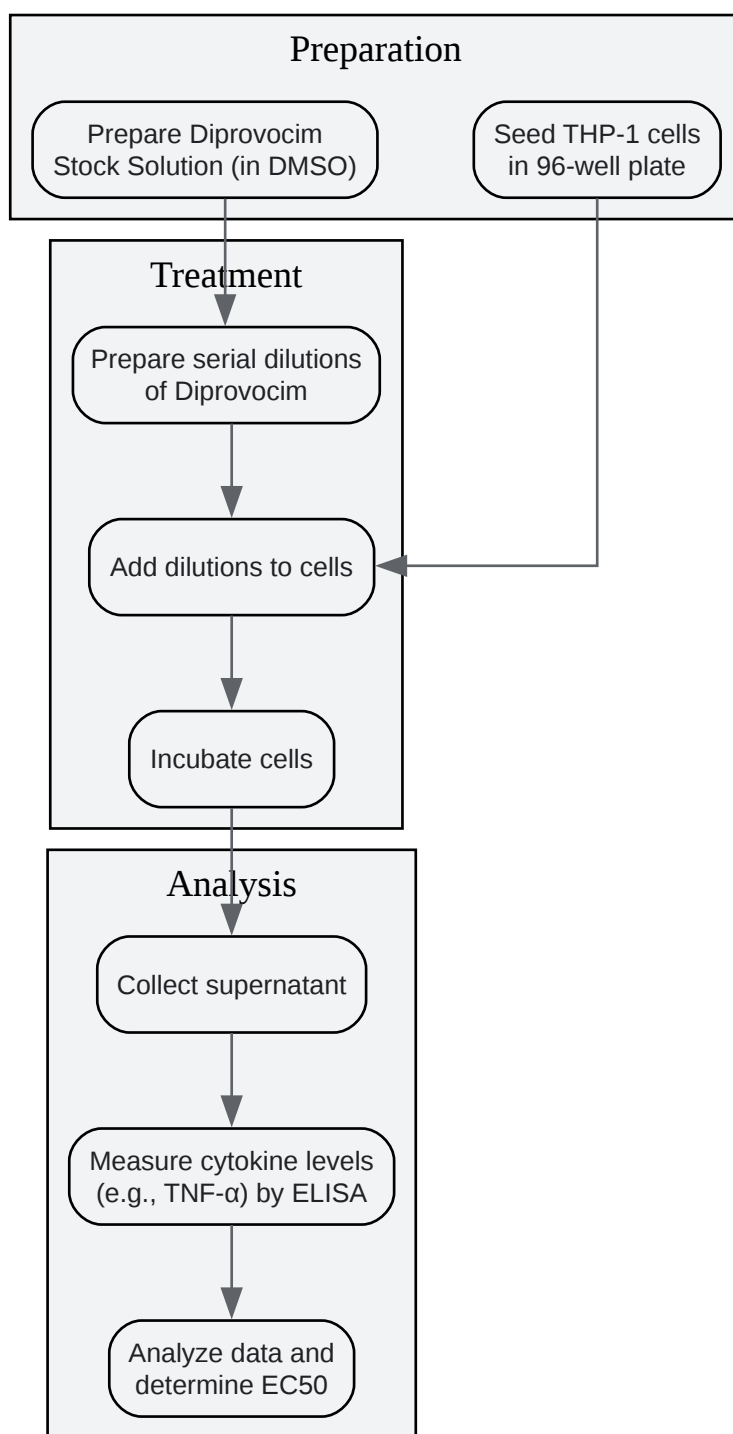 Preparation
Prepare Diprovocim
Stock Solution (in DMSO)
Seed THP-1 cells
in 96-well plate
Treatment
Prepare serial dilutions
of Diprovocim
Add dilutions to cells
Incubate cells
Analysis
Collect supernatant
Measure cytokine levels
(e.g., TNF-α) by ELISA
Analyze data and
determine EC50